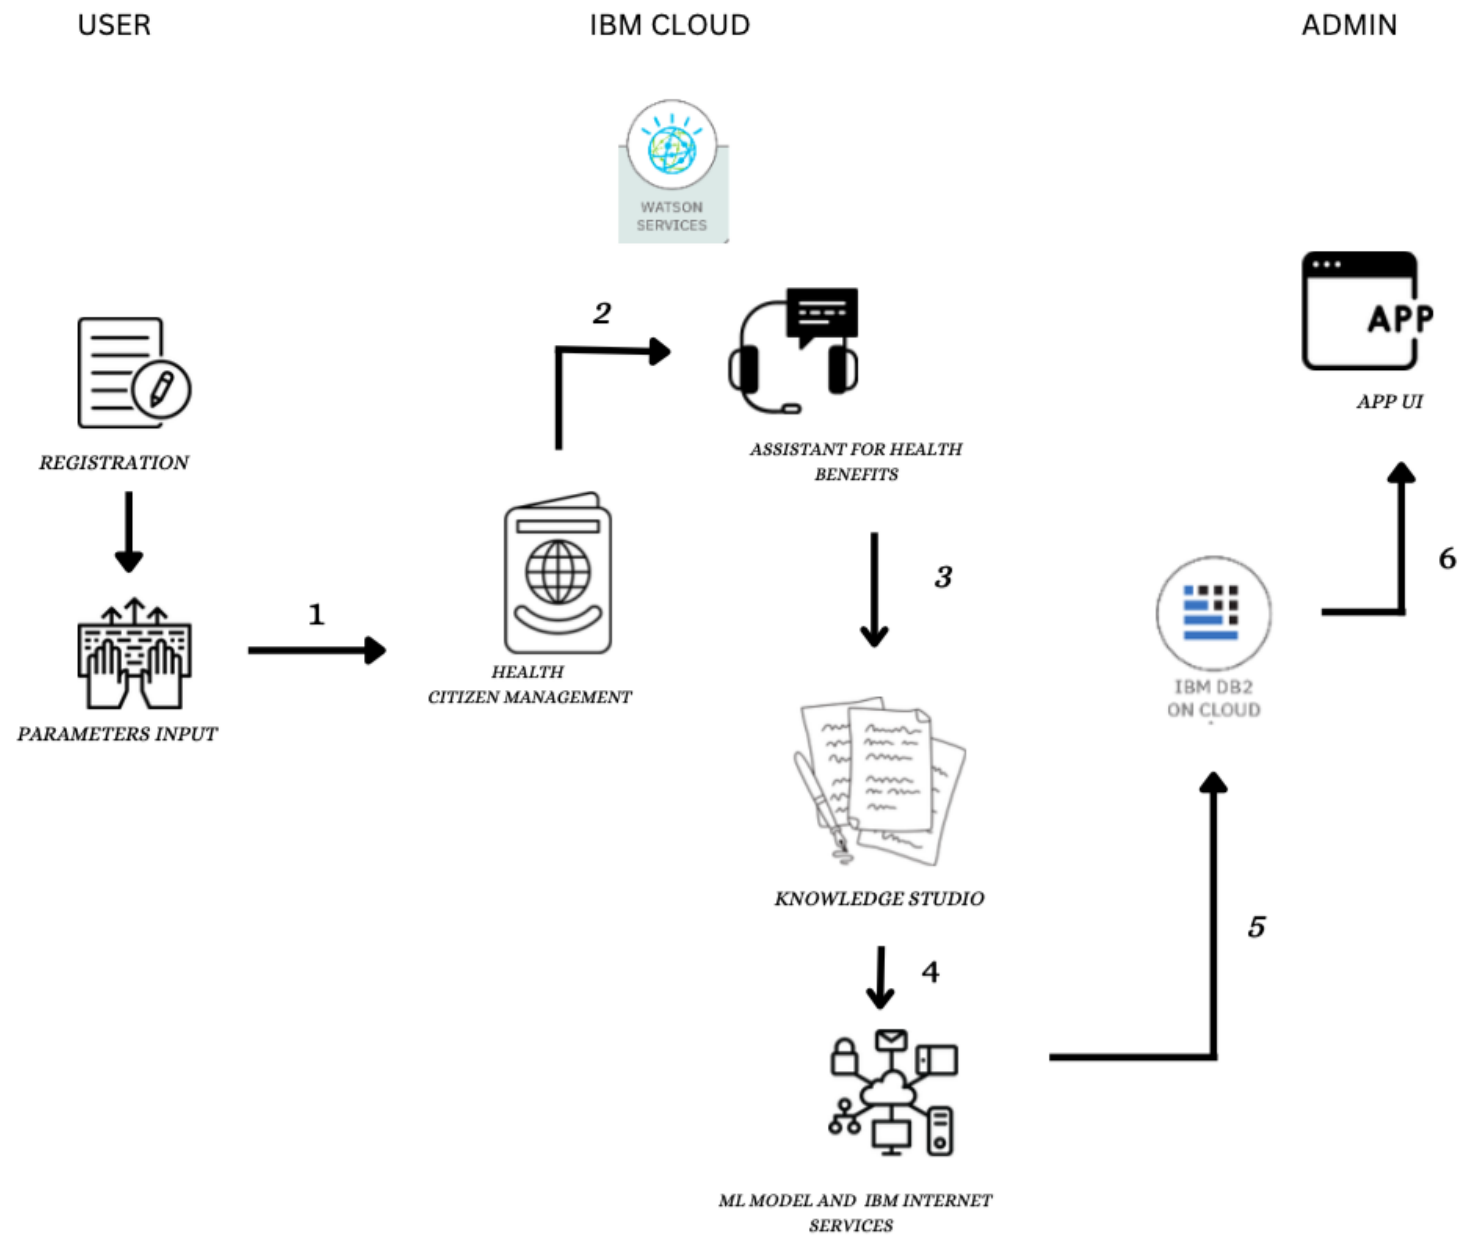 USER
IBM CLOUD
ADMIN
WATSON
SERVICES
2
APP
APP UI
REGISTRATION
ASSISTANT FOR HEALTH
BENEFITS
3
6
1
HEALTH
CITIZEN MANAGEMENT
IBM DB2
ON CLOUD
PARAMETERS INPUT
KNOWLEDGE STUDIO
5
4
ML MODEL AND IBM INTERNET
SERVICES